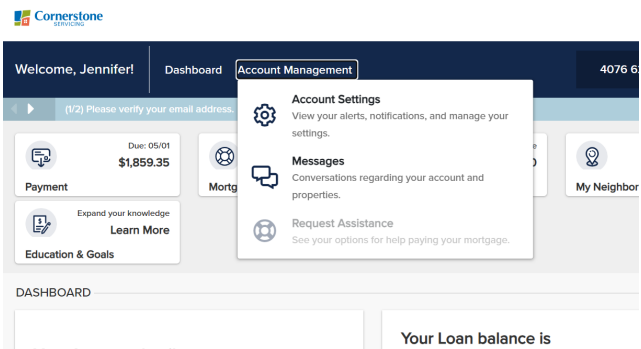 Cornerstone
SERVICING
Welcome, Jennifer!
Dashboard
Account Management
4076 6
(1/2) Please verify your email address.
Account Settings
View your alerts, notifications, and manage your
settings.
Messages
Conversations regarding your account and
properties.
Request Assistance
See your options for help paying your mortgage.
Due: 05/01
$1,859.35
Payment
Mortg
My Neighbor
Expand your knowledge
Learn More
Education & Goals
DASHBOARD
Your Loan balance is